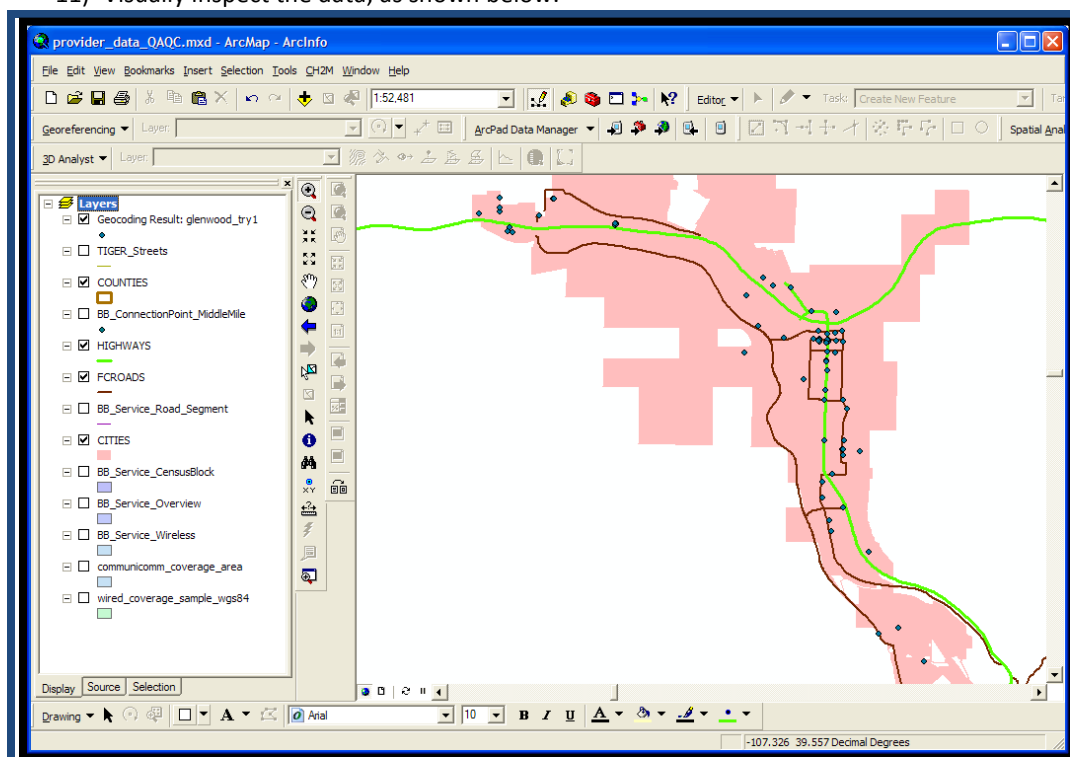 11) Visually inspect the data, as shown below:
provider_data_QAQC.mxd - ArcMap - ArcInfo
File Edit View Bookmarks Insert Selection Tools CH2M Window Help
1:52,481 Editor Task: Create New Feature
Georeferencing Layer: ArcPad Data Manager Spatial Anal
3D Analyst Layer:
Layers
Geocoding Result: glenwood_try1
TIGER_Streets
COUNTIES
BB_ConnectionPoint_MiddleMile
HIGHWAYS
FCROADS
BB_Service_Road_Segment
CITIES
BB_Service_CensusBlock
BB_Service_Overview
BB_Service_Wireless
communicomm_coverage_area
wired_coverage_sample_wgs84
Display Source Selection
Drawing A Arial 10 B I U A
-107.326 39.557 Decimal Degrees